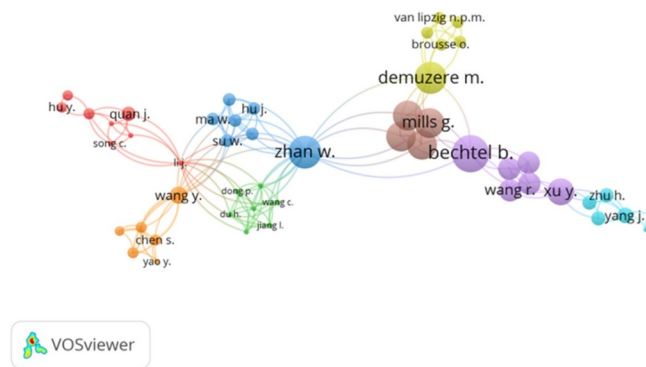 van lipzig n.p.m.
brousse o.
demuzere m.
hu y.
quan j.
hu j.
ma w.
mills g.
song c.
su w.
zhan w.
bechtel b.
li j.
dong p.
wang r.
xu y.
zhu h.
wang y.
wang c.
du h.
yang j.
jiang l.
chen s.
yao y.
VOSviewer